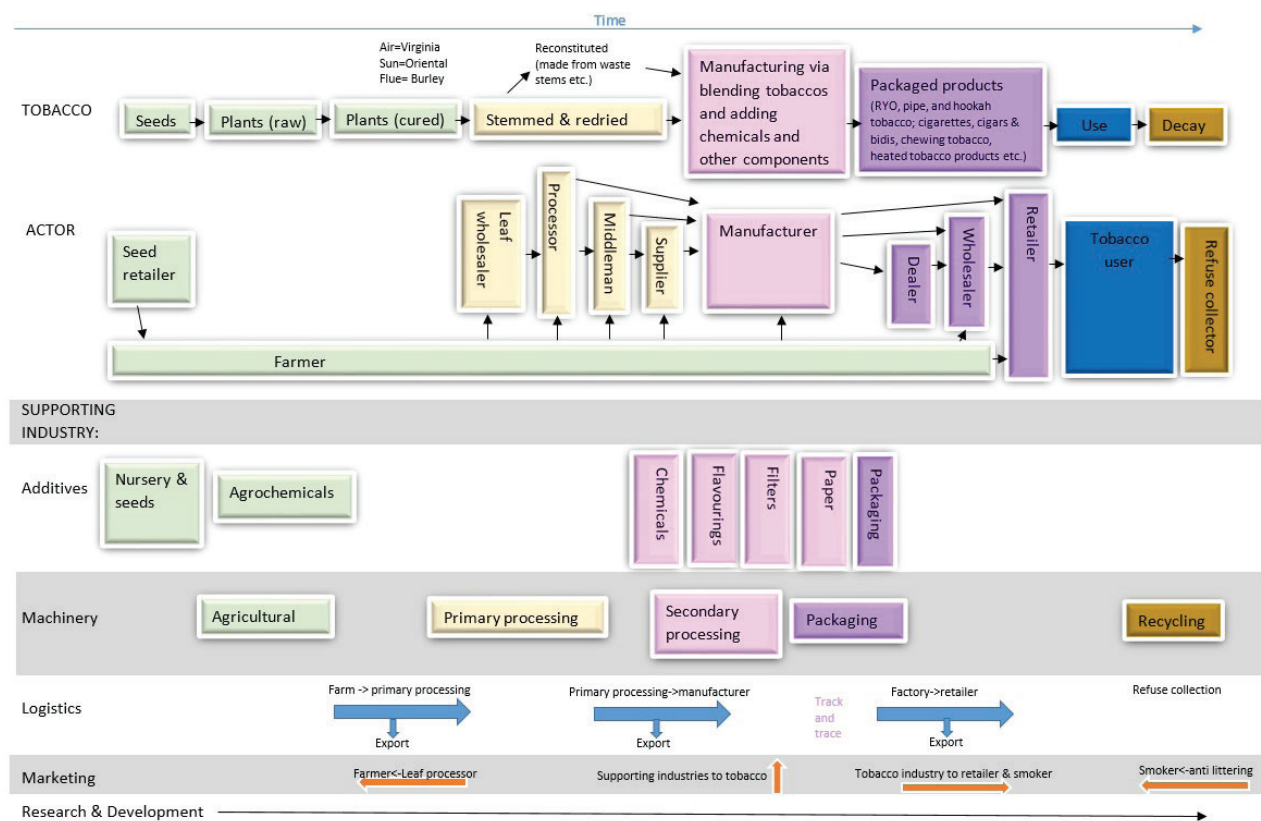 Time
Air=Virginia
Sun=Oriental
Flue= Burley
Reconstituted
(made from waste
stems etc.)
TOBACCO
Seeds
Plants (raw)
Plants (cured)
Stemmed & redried
Manufacturing via
blending tobaccos
and adding
chemicals and
other components
Packaged products
(RYO, pipe, and hookah
tobacco; cigarettes, cigars &
bidis, chewing tobacco,
heated tobacco products etc.)
Use
Decay
ACTOR
Seed
retailer
Leaf
wholesaler
Processor
Middleman
Supplier
Manufacturer
Dealer
Wholesaler
Retailer
Tobacco
user
Refuse collector
Farmer
SUPPORTING
INDUSTRY:
Additives
Nursery &
seeds
Agrochemicals
Chemicals
Flavourings
Filters
Paper
Packaging
Machinery
Agricultural
Primary processing
Secondary
processing
Packaging
Recycling
Logistics
Farm -> primary processing
Export
Primary processing->manufacturer
Export
Track
and
trace
Factory->retailer
Export
Refuse collection
Marketing
Farmer<-Leaf processor
Supporting industries to tobacco
Tobacco industry to retailer & smoker
Smoker<-anti littering
Research & Development